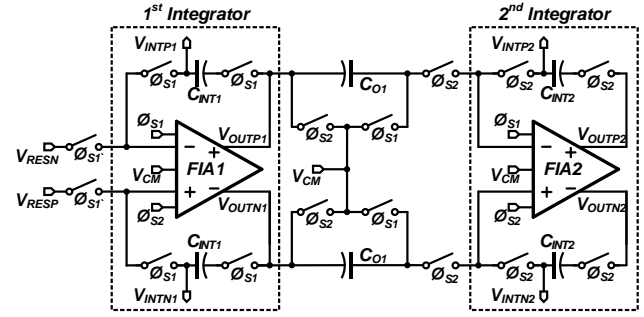 1st Integrator
2nd Integrator
VINTP1
VINTP2
ØS1
ØS1
CINT1
CO1
ØS2
ØS2
ØS2
CINT2
ØS1
ØS2
ØS1
ØS1
VOUTP1
VOUTP2
VRESN
ØS1'
− +
FIA1
VCM
VCM
− +
FIA2
VCM
VRESP
ØS1'
+ −
ØS2
VOUTN1
ØS2
ØS1
+ −
ØS2
VOUTN2
CINT1
CINT2
ØS1
ØS1
CO1
ØS2
ØS2
ØS2
VINTN1
VINTN2